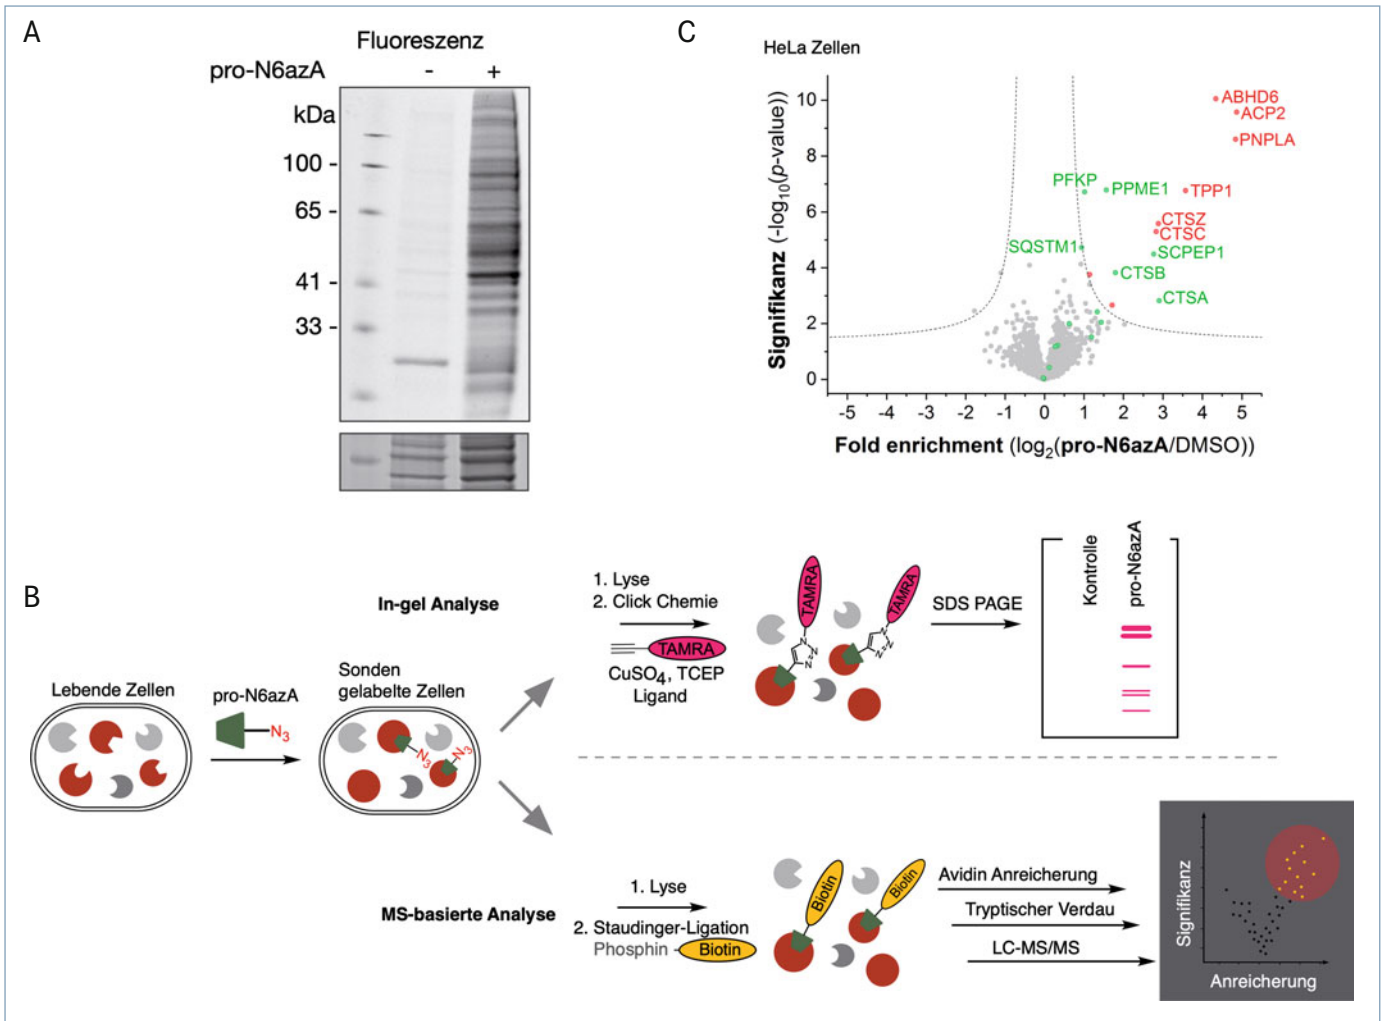 A
Fluoreszenz
pro-N6azA - +
kDa
100 -
65 -
41 -
33 -
C
HeLa Zellen
Signifikanz (-log10(p-value))
10
8
6
4
2
0
ABHD6
ACP2
PNPLA
PFKP
PPME1
TPP1
CTSZ
CTSC
SQSTM1
SCPEP1
CTSB
CTSA
-5 -4 -3 -2 -1 0 1 2 3 4 5
Fold enrichment (log2(pro-N6azA/DMSO))
B
In-gel Analyse
Lebende Zellen
pro-N6azA
N3
Sonden
gelabelte Zellen
N3
N3
1. Lyse
2. Click Chemie
TAMRA
CuSO4, TCEP
Ligand
TAMRA
N
N
N
TAMRA
N
N
N
SDS PAGE
Kontrolle
pro-N6azA
MS-basierte Analyse
1. Lyse
2. Staudinger-Ligation
Phosphin Biotin
Biotin
Biotin
Avidin Anreicherung
Tryptischer Verdau
LC-MS/MS
Signifikanz
Anreicherung